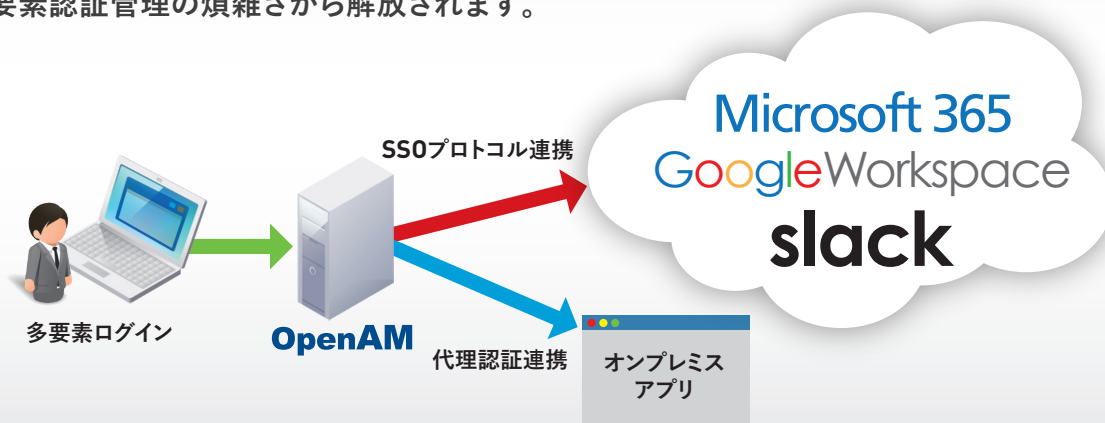 要素認証管理の煩雑さから解放されます。
Microsoft 365
SSOプロトコル連携
GoogleWorkspace
slack
多要素ログイン
OpenAM
代理認証連携
オンプレミス
アプリ